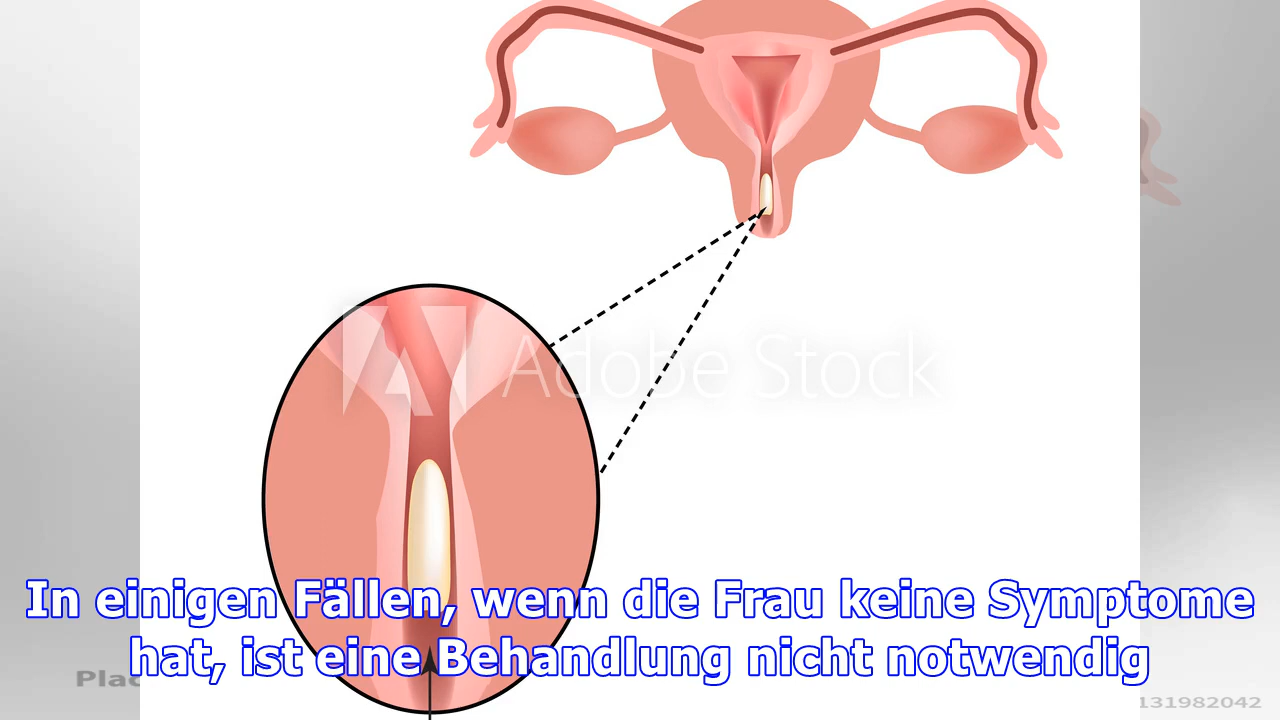 Adobe Stock
In einigen Fällen, wenn die Frau keine Symptome
hat, ist eine Behandlung nicht notwendig
131982042